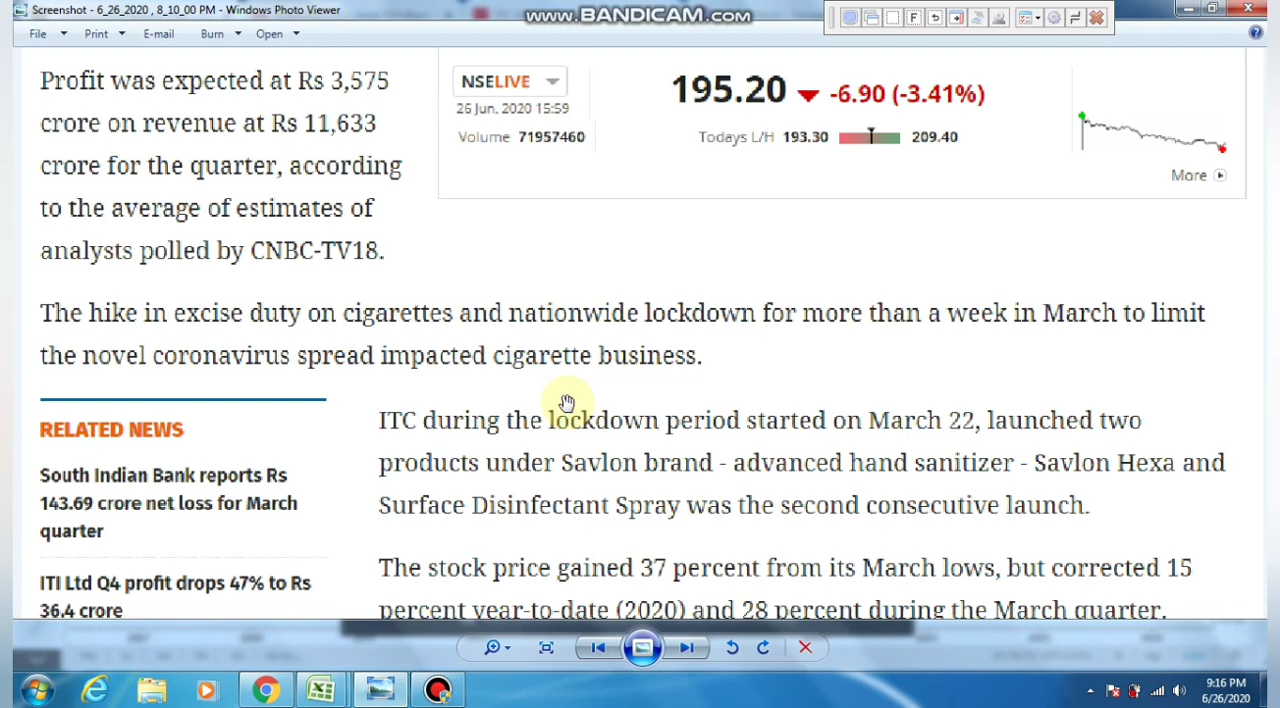 Screenshot - 6_26_2020 , 8_10_00 PM - Windows Photo Viewer
www.BANDICAM.com
File Print E-mail Burn Open
F
Profit was expected at Rs 3,575
crore on revenue at Rs 11,633
crore for the quarter, according
to the average of estimates of
analysts polled by CNBC-TV18.
NSELIVE
26 Jun, 2020 15:59
Volume 71957460
195.20 -6.90 (-3.41%)
Todays L/H 193.30 209.40
More
The hike in excise duty on cigarettes and nationwide lockdown for more than a week in March to limit
the novel coronavirus spread impacted cigarette business.
RELATED NEWS
South Indian Bank reports Rs
143.69 crore net loss for March
quarter
ITI Ltd Q4 profit drops 47% to Rs
36.4 crore
ITC during the lockdown period started on March 22, launched two
products under Savlon brand - advanced hand sanitizer - Savlon Hexa and
Surface Disinfectant Spray was the second consecutive launch.
The stock price gained 37 percent from its March lows, but corrected 15
percent year-to-date (2020) and 28 percent during the March quarter.
9:16 PM
6/26/2020